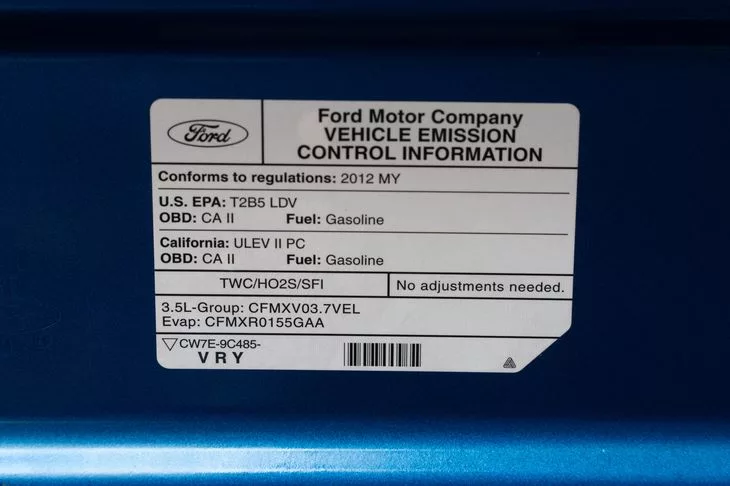 Ford
Ford Motor Company
VEHICLE EMISSION
CONTROL INFORMATION
Conforms to regulations: 2012 MY
U.S. EPA: T2B5 LDV
OBD: CA II Fuel: Gasoline
California: ULEV II PC
OBD: CA II Fuel: Gasoline
TWC/HO2S/SFI
No adjustments needed.
3.5L-Group: CFMXV03.7VEL
Evap: CFMXR0155GAA
▽CW7E-9C485-
VRY